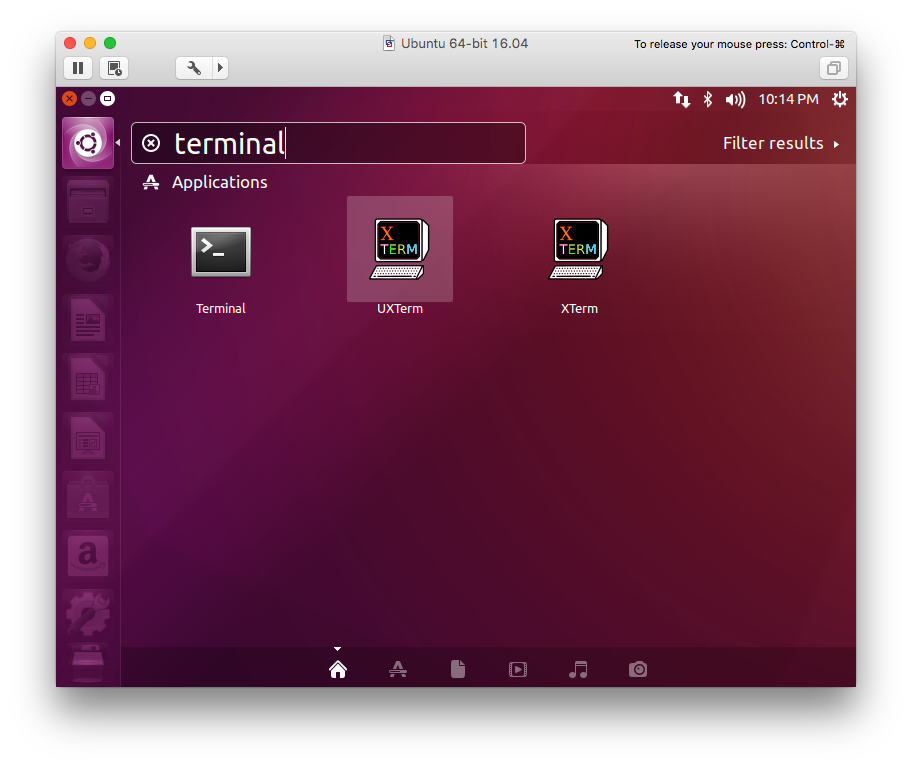 Ubuntu 64-bit 16.04
To release your mouse press: Control-⌘
10:14 PM
terminal
Filter results
Applications
>_
X
TERM
X
TERM
Terminal
UXTerm
XTerm
a